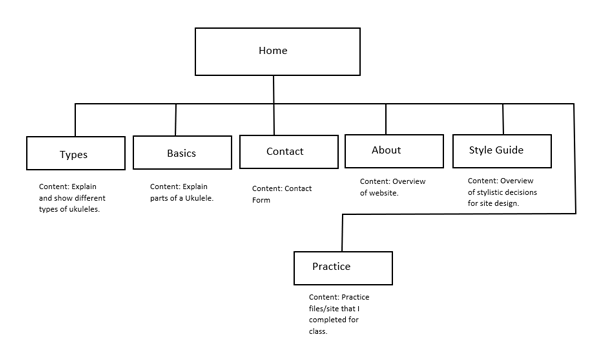 Home
Types
Basics
Contact
About
Style Guide
Content: Explain
and show different
types of ukuleles.
Content: Explain
parts of a Ukulele.
Content: Contact
Form
Content: Overview
of website.
Content: Overview
of stylistic decisions
for site design.
Practice
Content: Practice
files/site that I
completed for
class.